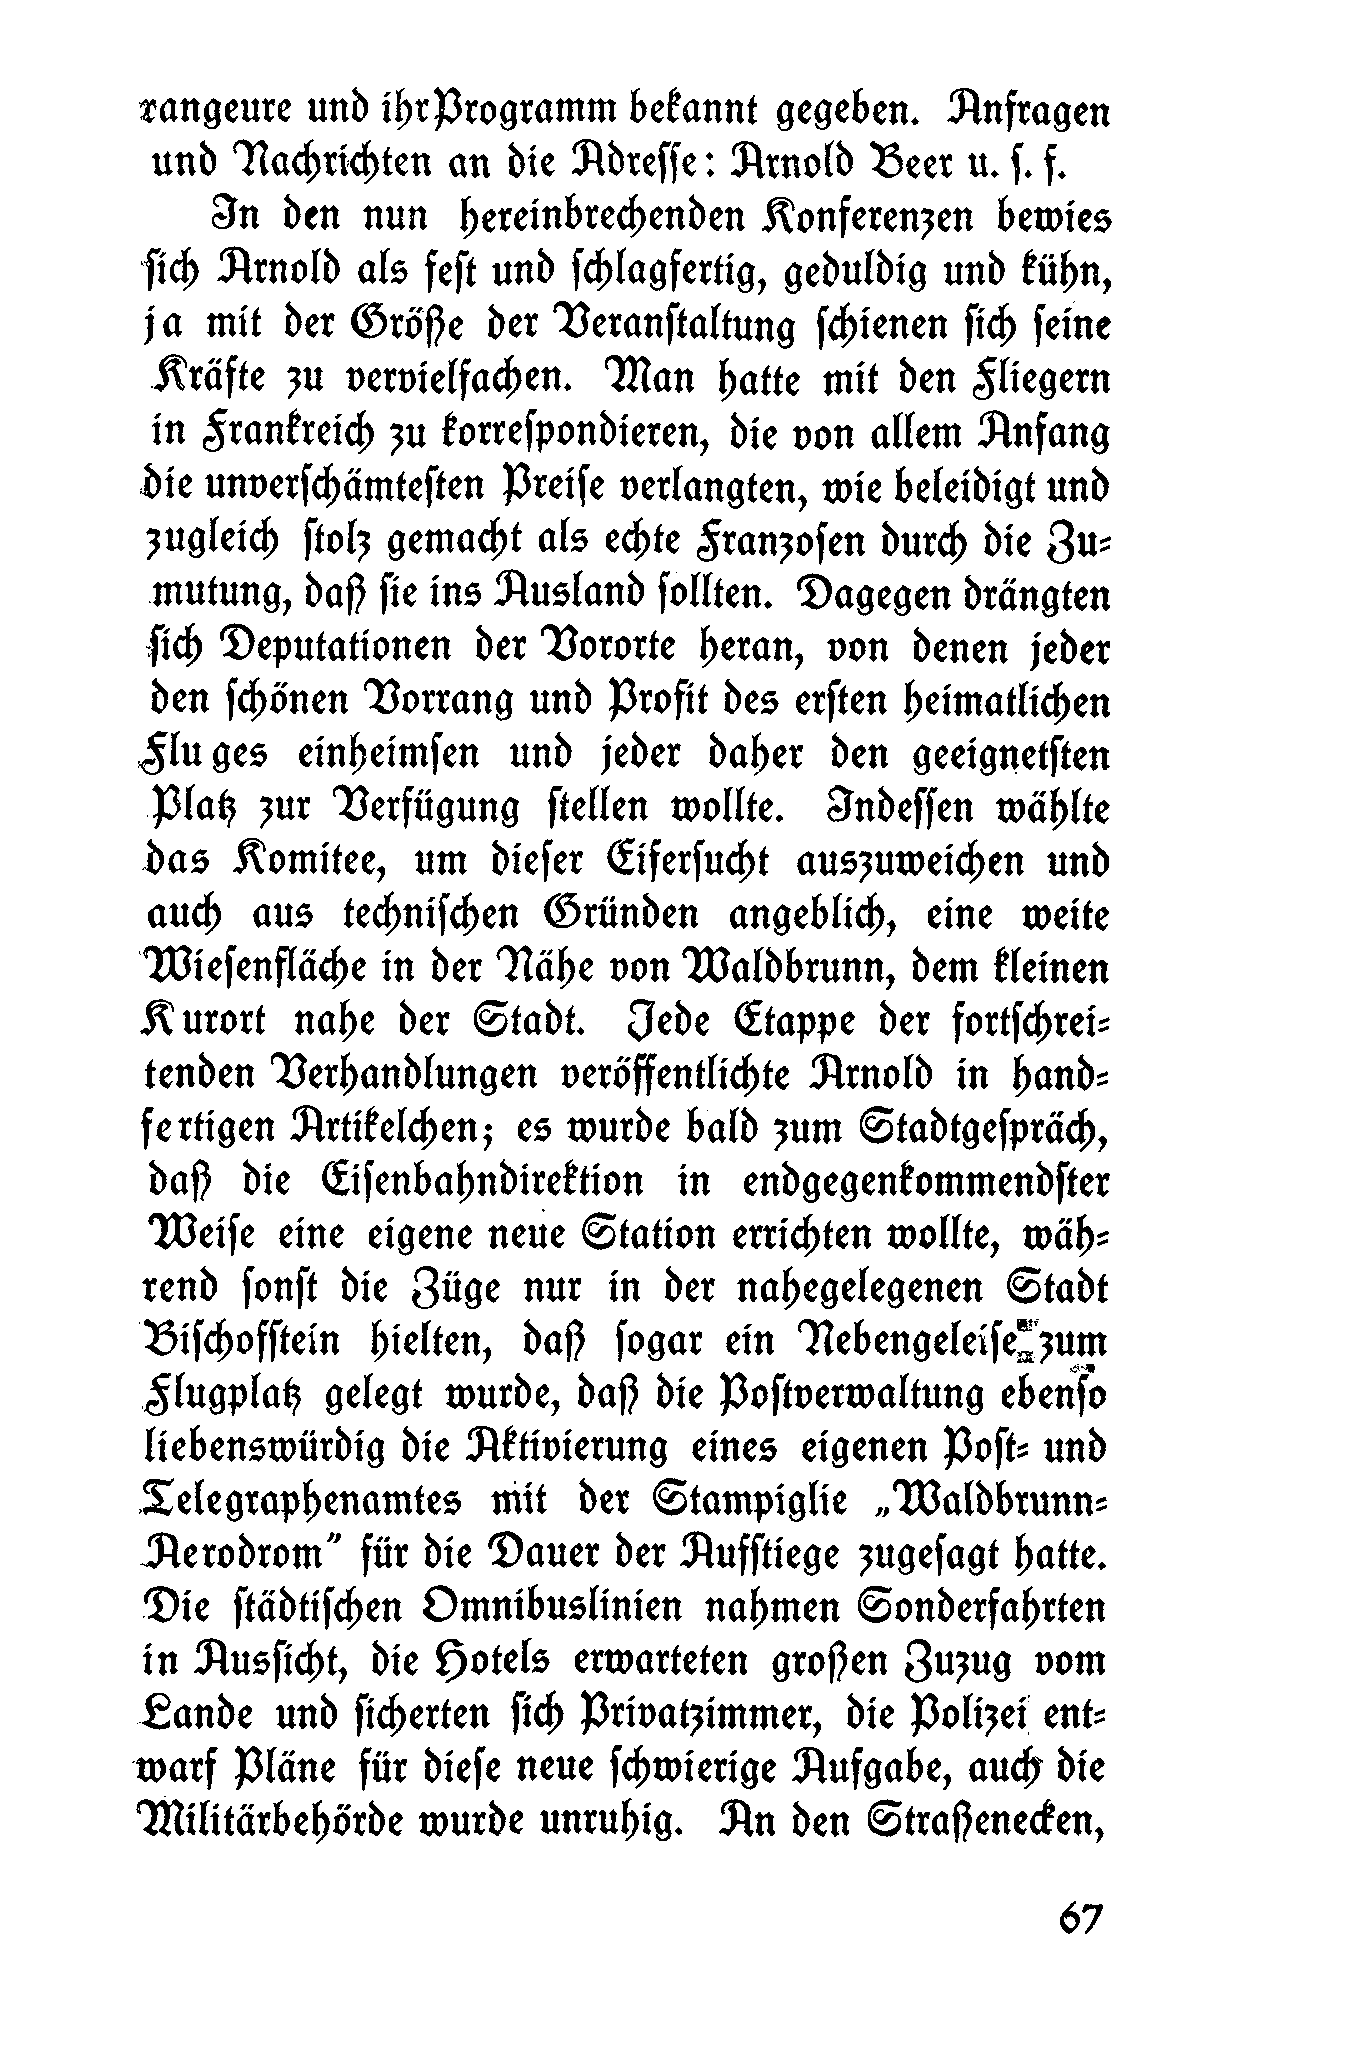 rangeure und ihr Programm bekannt gegeben. Anfragen
und Nachrichten an die Adresse: Arnold Beer u. s. f.
In den nun hereinbrechenden Konferenzen bewies
sich Arnold als fest und schlagfertig, geduldig und kühn,
ja mit der Größe der Veranstaltung schienen sich seine
Kräfte zu vervielfachen. Man hatte mit den Fliegern
in Frankreich zu korrespondieren, die von allem Anfang
die unverschämtesten Preise verlangten, wie beleidigt und
zugleich stolz gemacht als echte Franzosen durch die Zu-
mutung, daß sie ins Ausland sollten. Dagegen drängten
sich Deputationen der Vororte heran, von denen jeder
den schönen Vorrang und Profit des ersten heimatlichen
Fluges einheimsen und jeder daher den geeignetsten
Platz zur Verfügung stellen wollte. Indessen wählte
das Komitee, um dieser Eifersucht auszuweichen und
auch aus technischen Gründen angeblich, eine weite
Wiesenfläche in der Nähe von Waldbrunn, dem kleinen
Kurort nahe der Stadt. Jede Etappe der fortschrei-
tenden Verhandlungen veröffentlichte Arnold in hand-
fertigen Artikelchen; es wurde bald zum Stadtgespräch,
daß die Eisenbahndirektion in endgegenkommendster
Weise eine eigene neue Station errichten wollte, wäh-
rend sonst die Züge nur in der nahegelegenen Stadt
Bischofstein hielten, daß sogar ein Nebengeleise zum
Flugplatz gelegt wurde, daß die Postverwaltung ebenso
liebenswürdig die Aktivierung eines eigenen Post- und
Telegraphenamtes mit der Stampiglie „Waldbrunn-
Aerodrom" für die Dauer der Aufstiege zugesagt hatte.
Die städtischen Omnibuslinien nahmen Sonderfahrten
in Aussicht, die Hotels erwarteten großen Zuzug vom
Lande und sicherten sich Privatzimmer, die Polizei ent-
warf Pläne für diese neue schwierige Aufgabe, auch die
Militärbehörde wurde unruhig. An den Straßenecken,
67